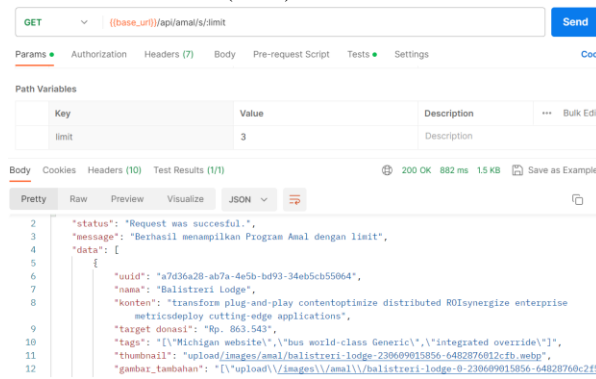 GET {{base_url}}/api/amal/s/:limit Send
Params Authorization Headers (7) Body Pre-request Script Tests Settings
Path Variables
Key Value Description Bulk Edi
limit 3 Description
Body Cookies Headers (10) Test Results (1/1) 200 OK 882 ms 1.5 KB Save as Example
Pretty Raw Preview Visualize JSON
2 "status": "Request was succesful.",
3 "message": "Berhasil menampilkan Program Amal dengan limit",
4 "data": [
5 {
6 "uuid": "a7d36a28-ab7a-4e5b-bd93-34eb5cb55064",
7 "nama": "Balistreri Lodge",
8 "konten": "transform plug-and-play contentoptimize distributed ROIsynergize enterprise
metricsdeploy cutting-edge applications",
9 "target donasi": "Rp. 863.543",
10 "tags": "[\"Michigan website\",\"bus world-class Generic\",\"integrated override\"]",
11 "thumbnail": "upload/images/amal/balistreri-lodge-230609015856-6482876012cfb.webp",
12 "gambar_tambahan": "[\"upload\\/images\\/amal\\/balistreri-lodge-0-230609015856-64828760c2f5